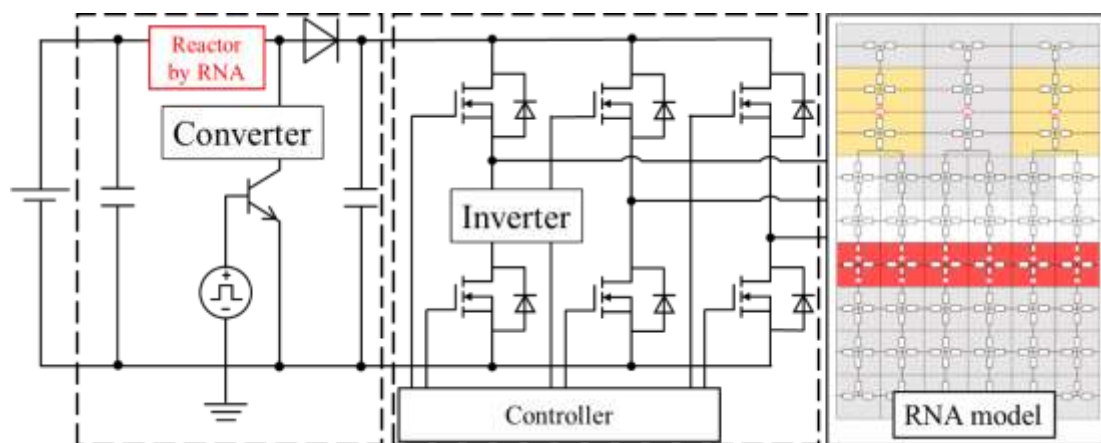 Reactor
by RNA
Converter
Inverter
Controller
RNA model